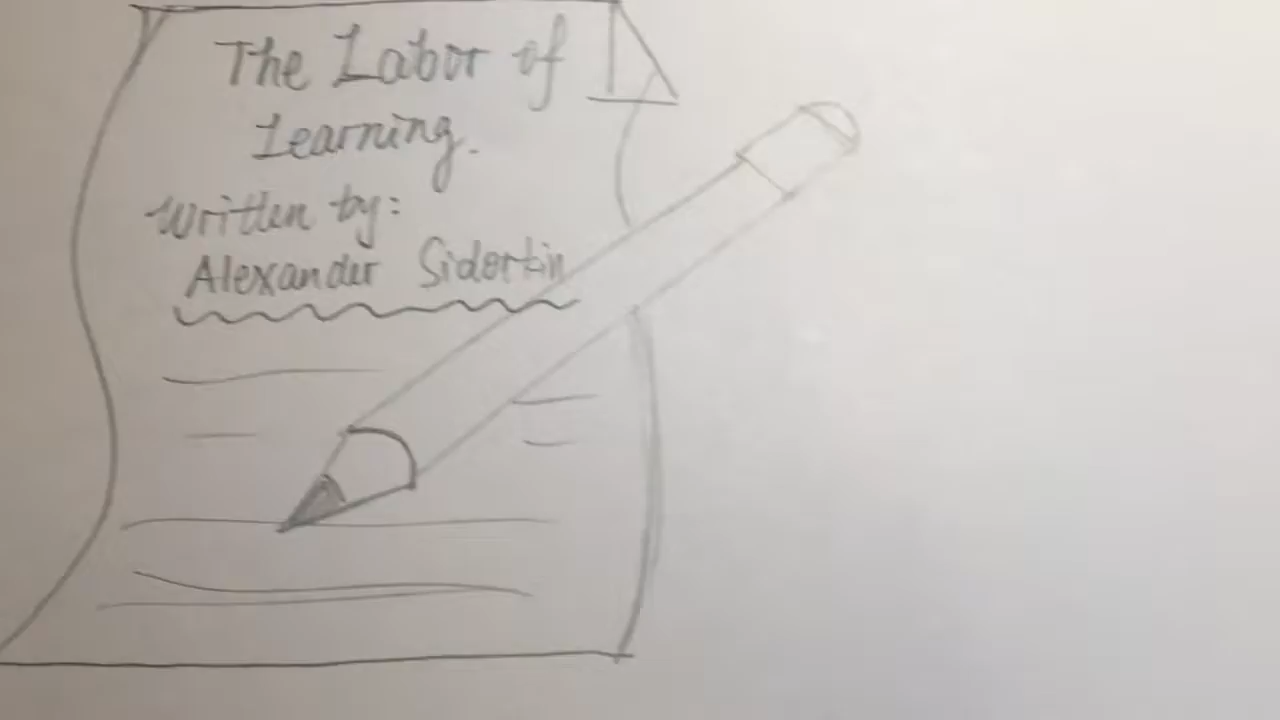 The Labor of
Learning.
Written by:
Alexander Sidorkin